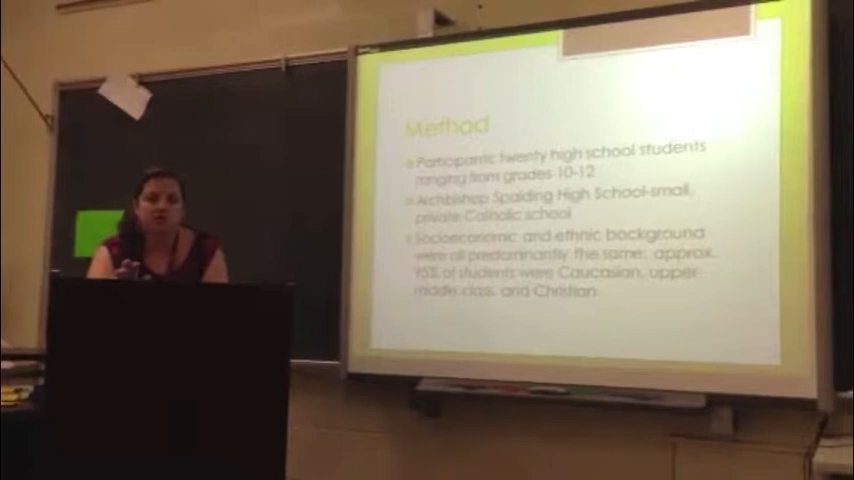 Method
Participants: twenty high school students
ranging from grades 10-12
Archbishop Spalding High School-small,
private Catholic school
Socioeconomic and ethnic background
were all predominantly the same: approx.
of students were Caucasian, upper-
middle class, and Christian